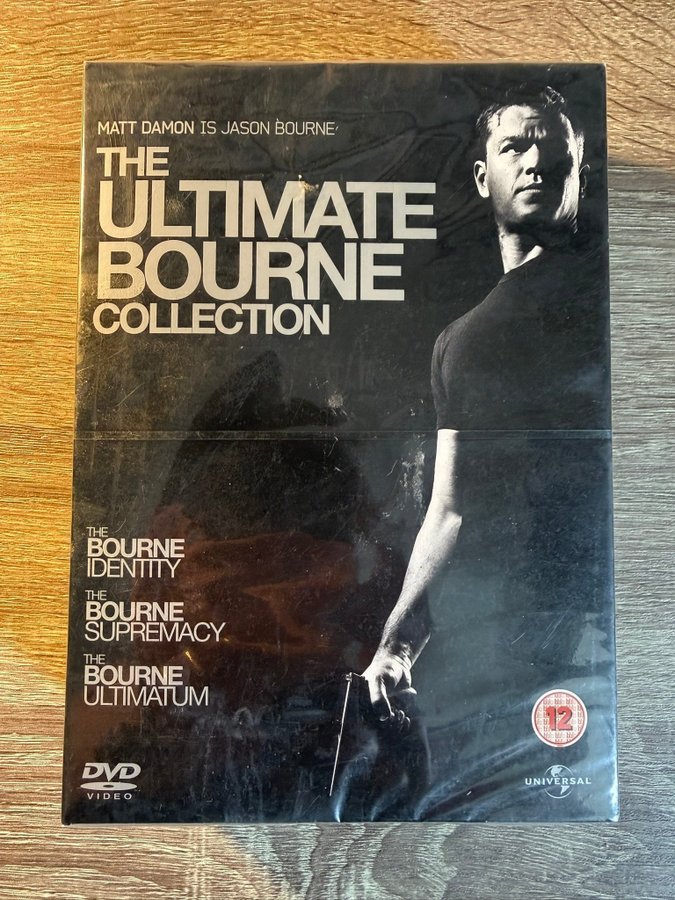 MATT DAMON IS JASON BOURNE
THE
ULTIMATE
BOURNE
COLLECTION
THE
BOURNE
IDENTITY
THE
BOURNE
SUPREMACY
THE
BOURNE
ULTIMATUM
12
DVD
VIDEO
UNIVERSAL